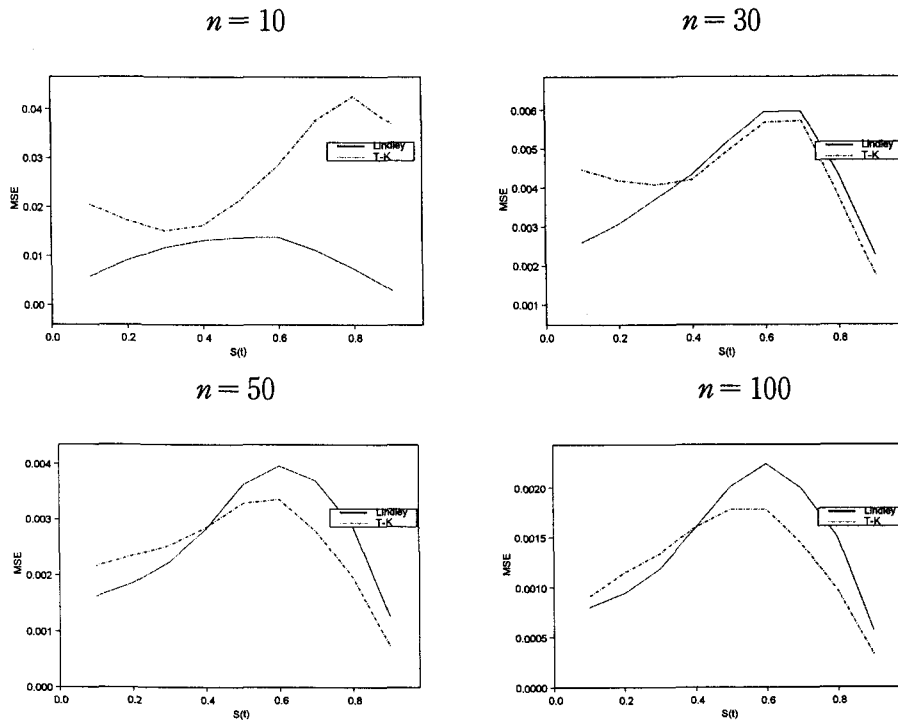 n = 10
n = 30
MSE
0.04
0.03
0.02
0.01
0.00
Lindley
T-K
0.0 0.2 0.4 0.6 0.8
S(t)
MSE
0.006
0.005
0.004
0.003
0.002
0.001
Lindley
T-K
0.0 0.2 0.4 0.6 0.8
S(t)
n = 50
n = 100
MSE
0.004
0.003
0.002
0.001
0.000
Lindley
T-K
0.0 0.2 0.4 0.6 0.8
S(t)
MSE
0.0020
0.0015
0.0010
0.0005
0.0000
Lindley
T-K
0.0 0.2 0.4 0.6 0.8
S(t)